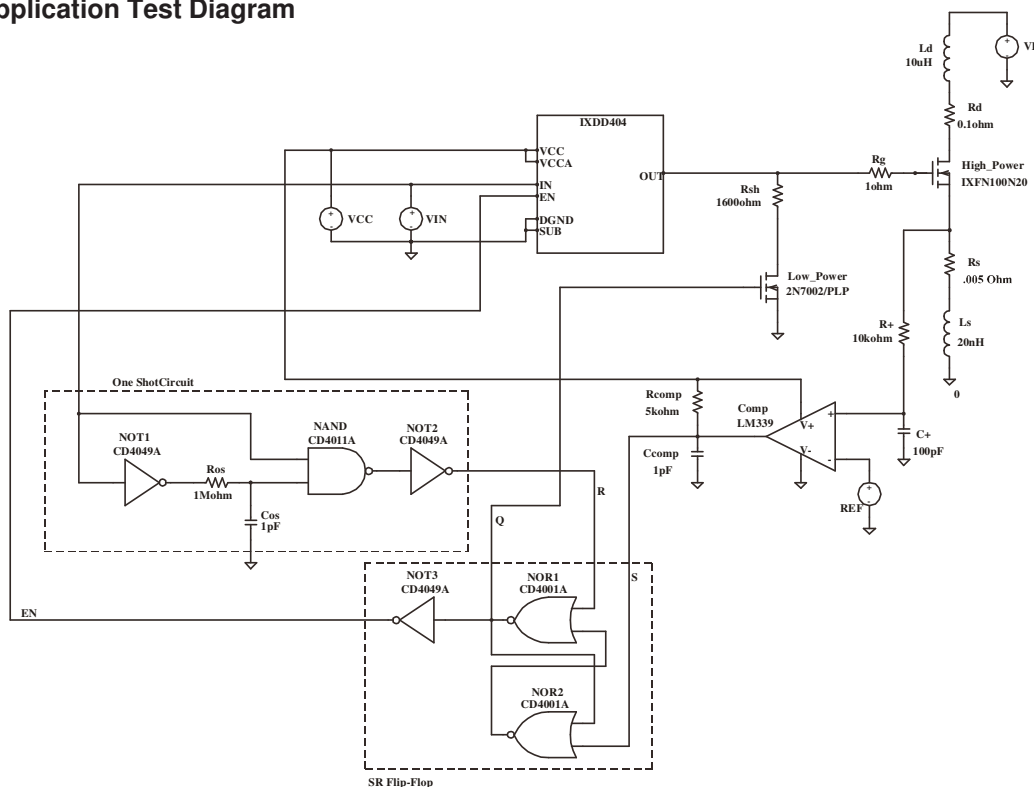 pplication Test Diagram
Ld
10uH
Rd
0.1ohm
IXDD404
VCC
VCCA
IN
EN
DGND
SUB
OUT
VCC
VIN
Rg
1ohm
High_Power
IXFN100N20
Rsh
1600ohm
Low_Power
2N7002/PLP
Rs
.005 Ohm
R+
10kohm
Ls
20nH
0
One ShotCircuit
NOT1
CD4049A
Ros
1Mohm
Cos
1pF
NAND
CD4011A
NOT2
CD4049A
Rcomp
5kohm
Ccomp
1pF
Comp
LM339
V+
V-
+
-
C+
100pF
REF
R
Q
S
EN
NOT3
CD4049A
NOR1
CD4001A
NOR2
CD4001A
SR Flip-Flop